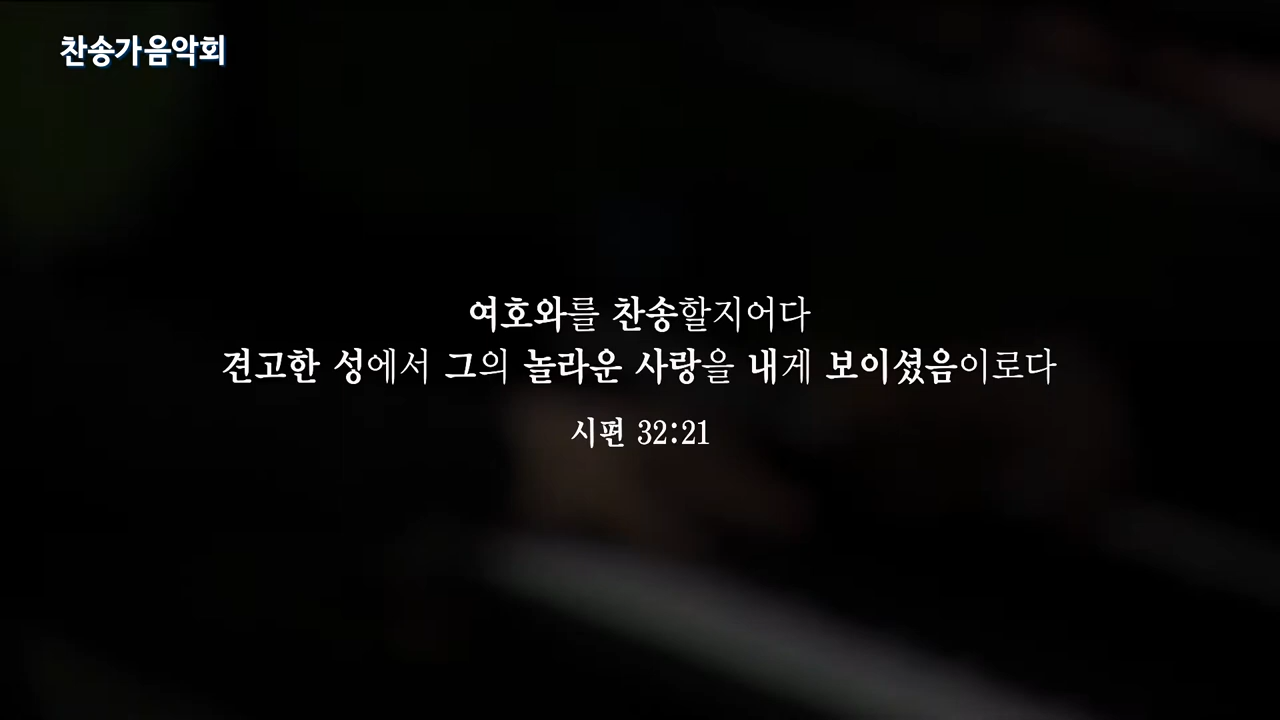 찬송가음악회
여호와를 찬송할지어다
견고한 성에서 그의 놀라운 사랑을 내게 보이셨음이로다
시편 32:21